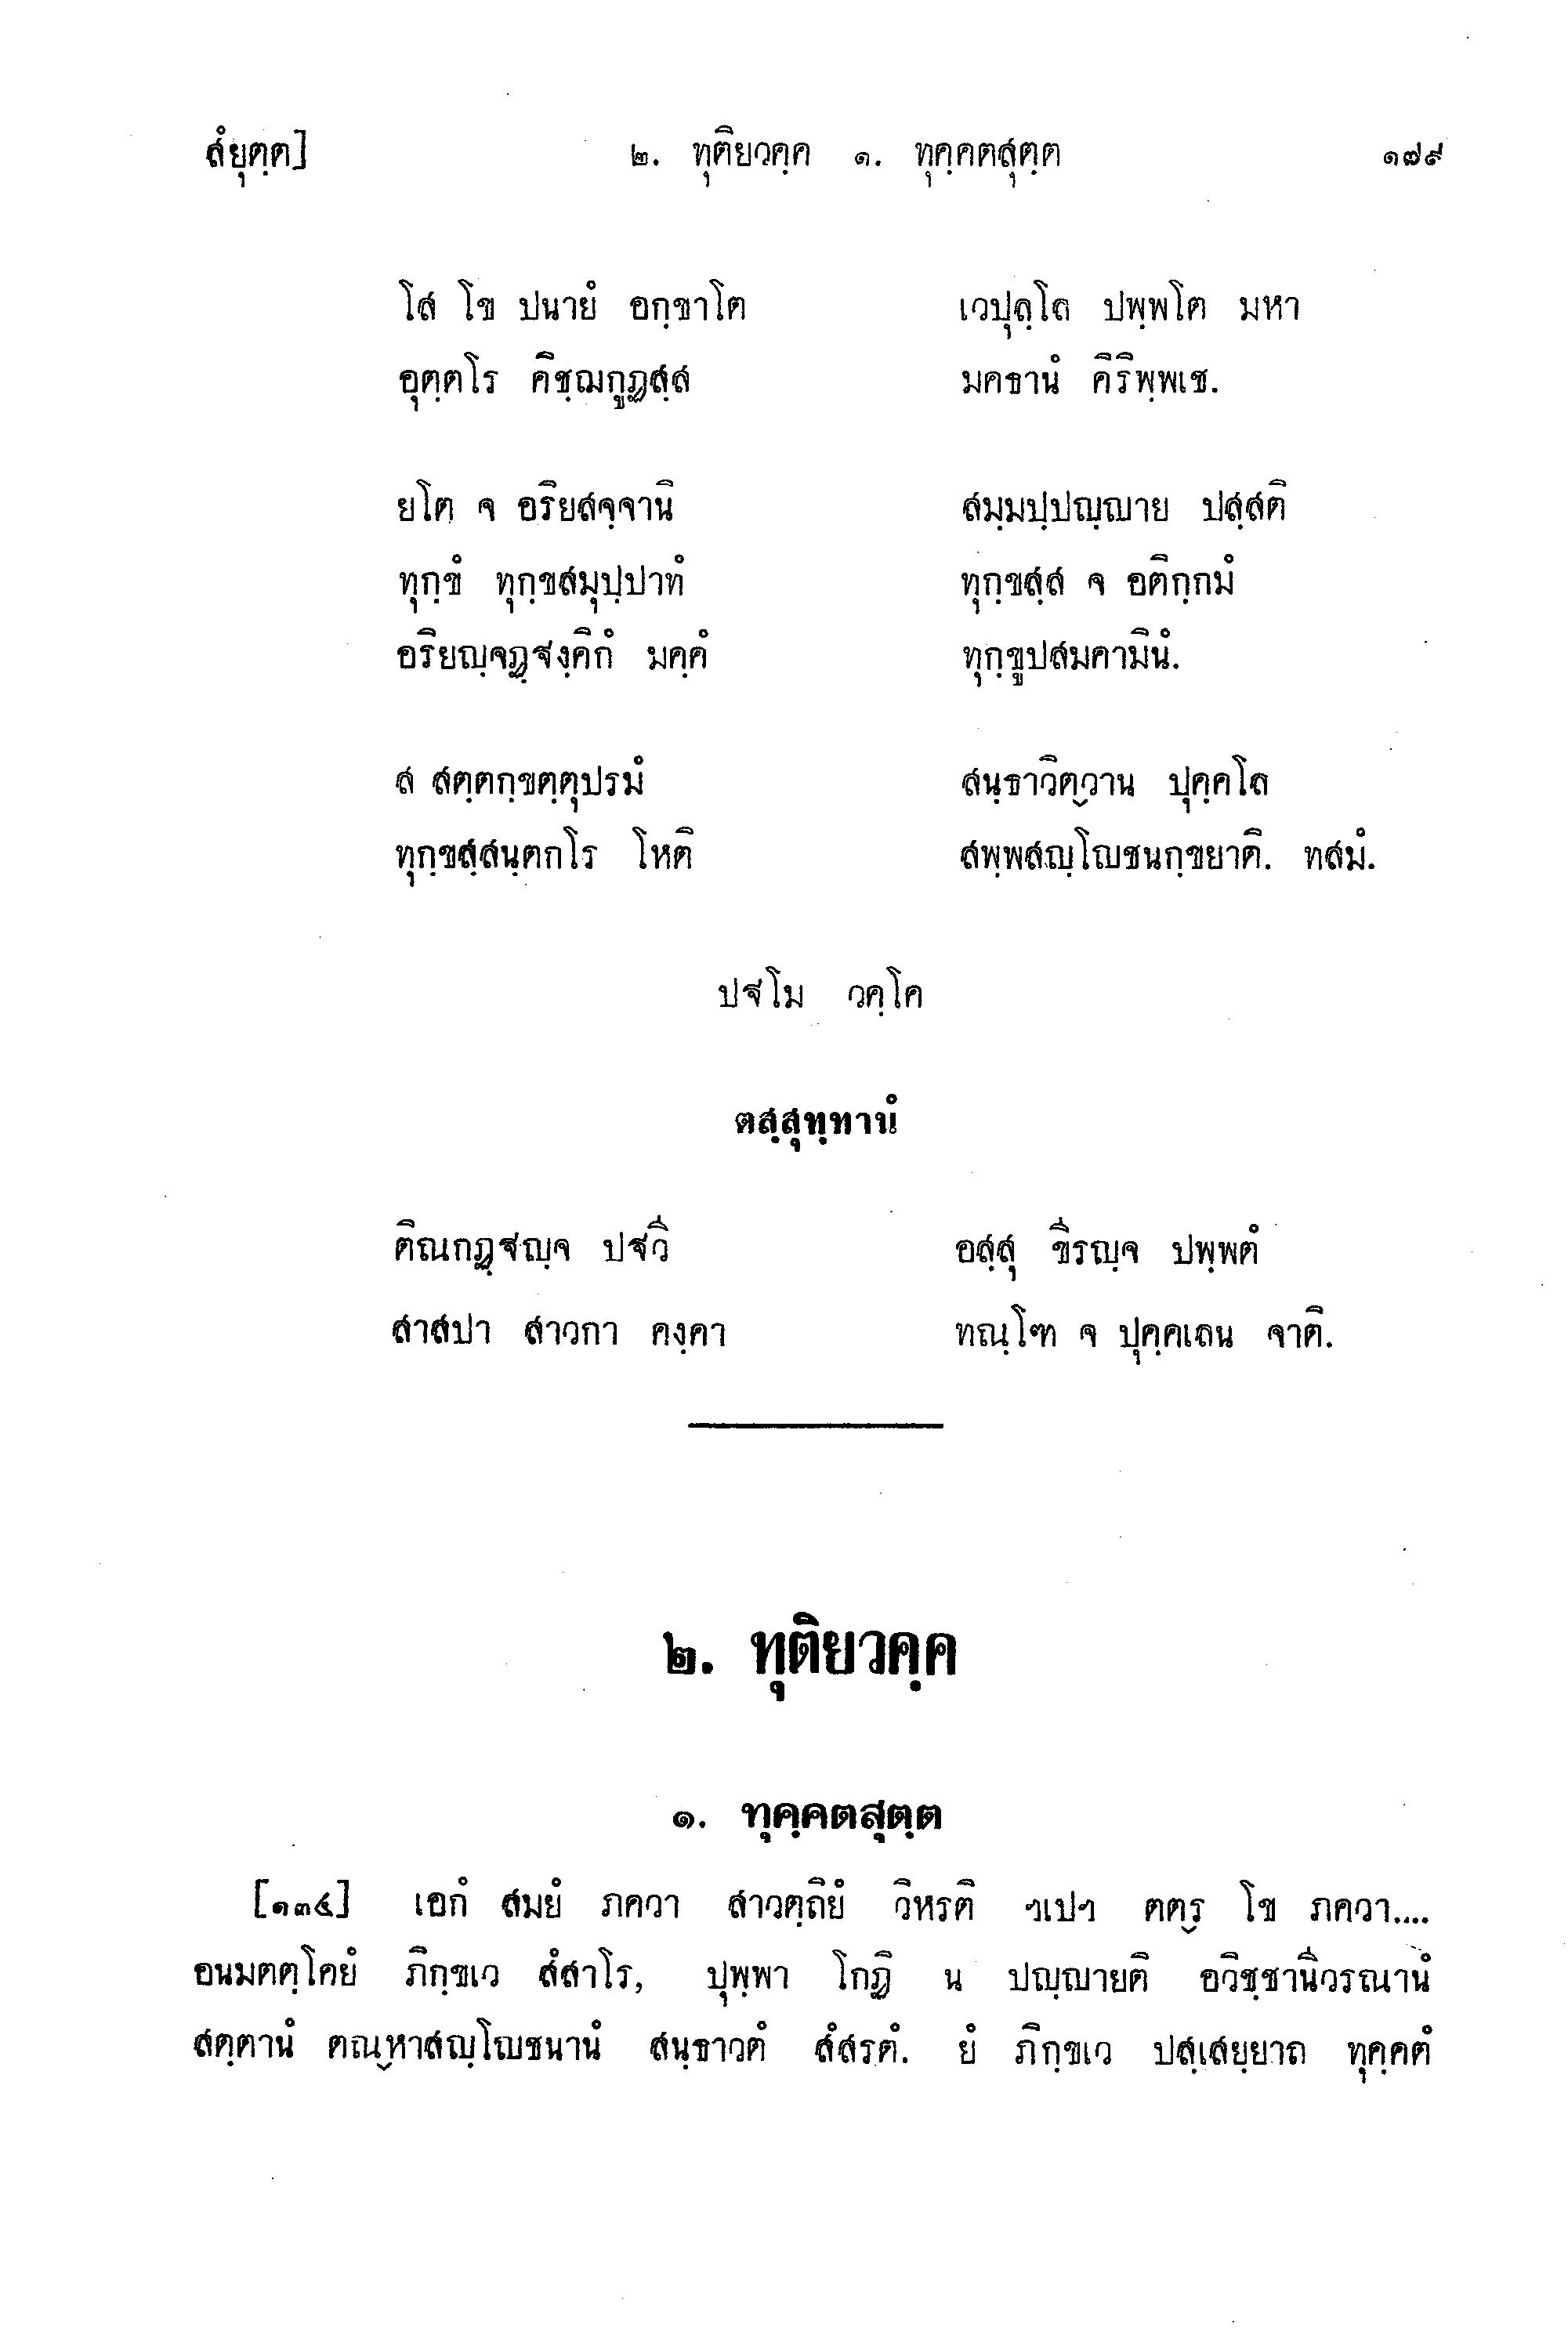 สํยุตฺต]	๒. ทุติยวคฺค ๑. ทุคฺคตสุตฺต	๑๗๙
โส โข ปนายํ อกฺขาโต	เวปุลฺโล ปพฺพโต มหา
อุตฺตโร คิชฺฌกูฏสฺส	มคธานํ คิริพฺพเช.
ยโต จ อริยสจฺจานิ	สมฺมปฺปญฺญาย ปสฺสติ
ทุกฺขํ ทุกฺขสมุปฺปาทํ	ทุกฺขสฺส จ อติกฺกมํ
อริยญฺจฏฺฐงฺคิกํ มคฺคํ	ทุกฺขูปสมคามินํ.
ส สตฺตกฺขตฺตุปรมํ	สนฺธาวิตฺวาน ปุคฺคโล
ทุกฺขสฺสนฺตกโร โหติ	สพฺพสญฺโญชนกฺขยาติ. ทสมํ.
ปฐโม วคฺโค
ตสฺสุทฺทานํ
ติณกฏฺฐญฺจ ปฐวี	อสฺสุ ขีรญฺจ ปพฺพตํ
สาสปา สาวกา คงฺคา	ทณฺโฑ จ ปุคฺคเลน จาติ.
๒. ทุติยวคฺค
๑. ทุคฺคตสุตฺต
[๑๓๔] เอกํ สมยํ ภควา สาวตฺถิยํ วิหรติ ฯเปฯ ตตฺร โข ภควา....
อนมตตฺโคยํ ภิกฺขเว สํสาโร, ปุพฺพา โกฏิ น ปญฺญายติ อวิชฺชานีวรณานํ
สตฺตานํ ตณฺหาสญฺโญชนานํ สนฺธาวตํ สํสรตํ. ยํ ภิกฺขเว ปสฺเสยฺยาถ ทุคฺคตํ